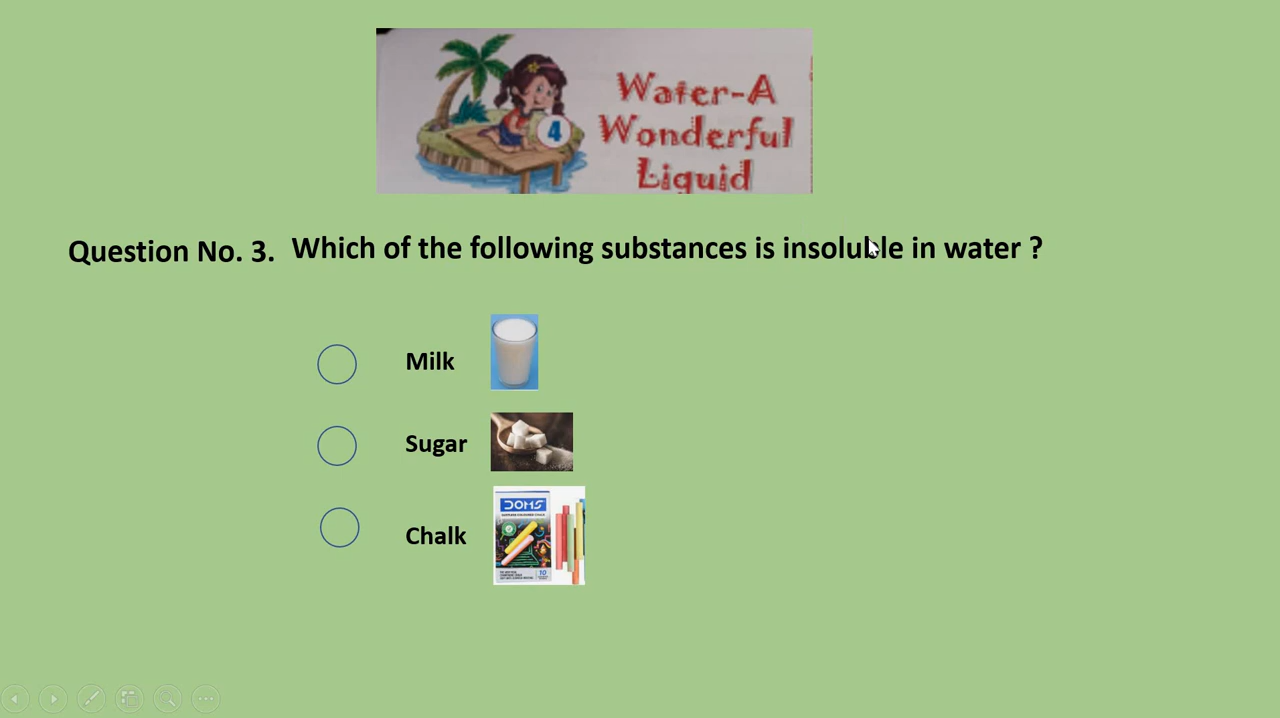 4
Water-A
Wonderful
Liquid
Question No. 3. Which of the following substances is insoluble in water ?
Milk
Sugar
Chalk
DOMS
10